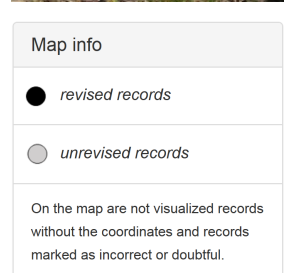 Map info
revised records
unrevised records
On the map are not visualized records
without the coordinates and records
marked as incorrect or doubtful.